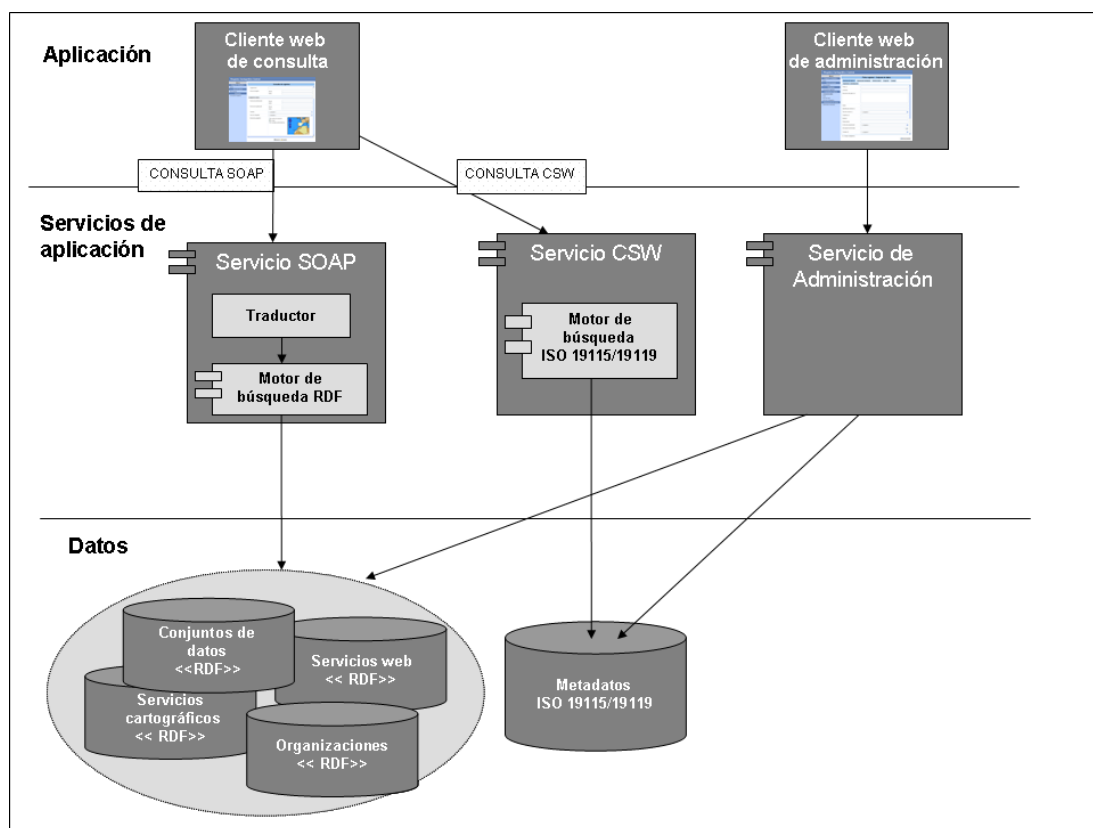 Aplicación
Cliente web
de consulta
Cliente web
de administración
CONSULTA SOAP
CONSULTA CSW
Servicios de
aplicación
Servicio SOAP
Traductor
Motor de
búsqueda RDF
Servicio CSW
Motor de
búsqueda
ISO 19115/19119
Servicio de
Administración
Datos
Conjuntos de
datos
<<RDF>>
Servicios web
<< RDF>>
Servicios
cartográficos
<< RDF>>
Organizaciones
<< RDF>>
Metadatos
ISO 19115/19119